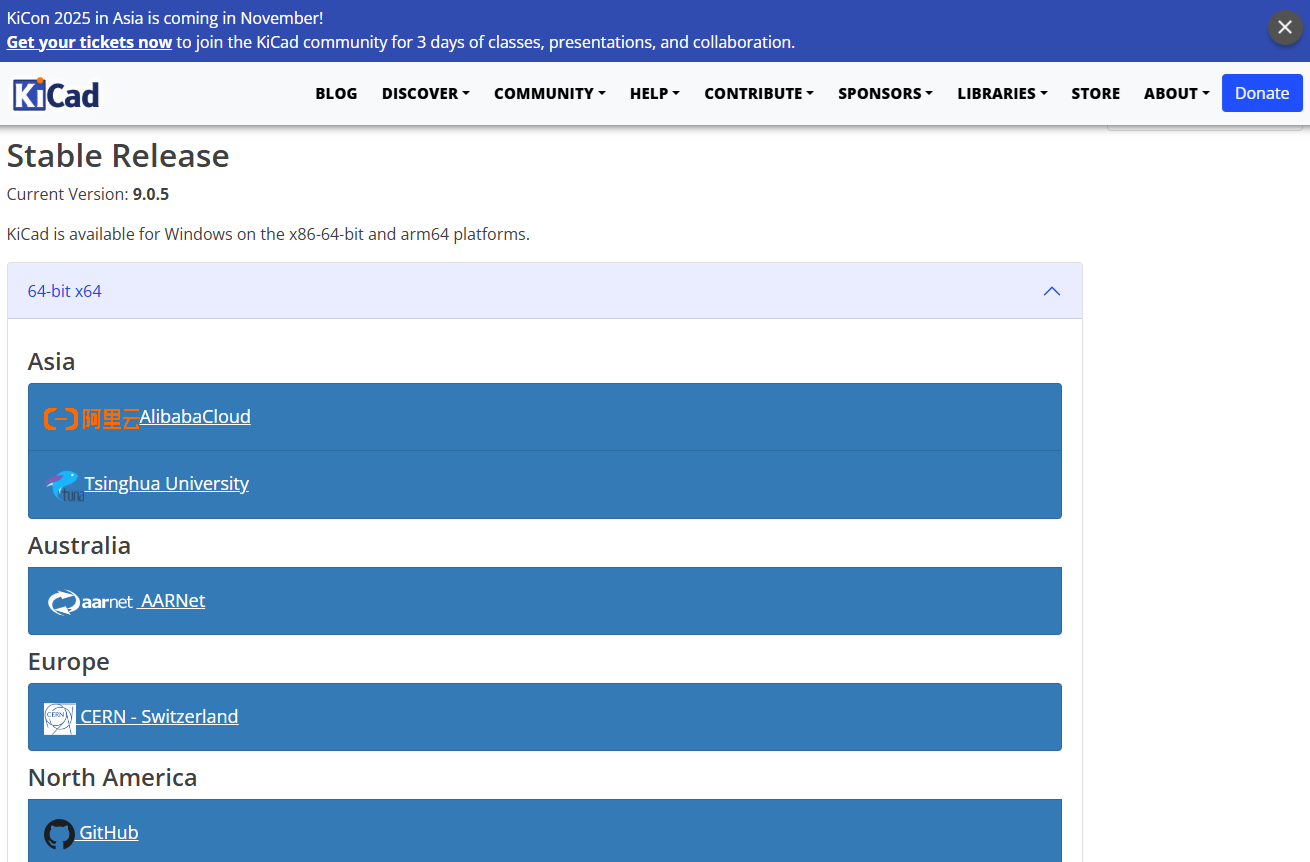 KiCon 2025 in Asia is coming in November!
Get your tickets now to join the KiCad community for 3 days of classes, presentations, and collaboration.
KiCad BLOG DISCOVER COMMUNITY HELP CONTRIBUTE SPONSORS LIBRARIES STORE ABOUT Donate
Stable Release
Current Version: 9.0.5
KiCad is available for Windows on the x86-64-bit and arm64 platforms.
64-bit x64
Asia
阿里云 AlibabaCloud
tuna Tsinghua University
Australia
aarnet AARNet
Europe
CERN CERN - Switzerland
North America
GitHub